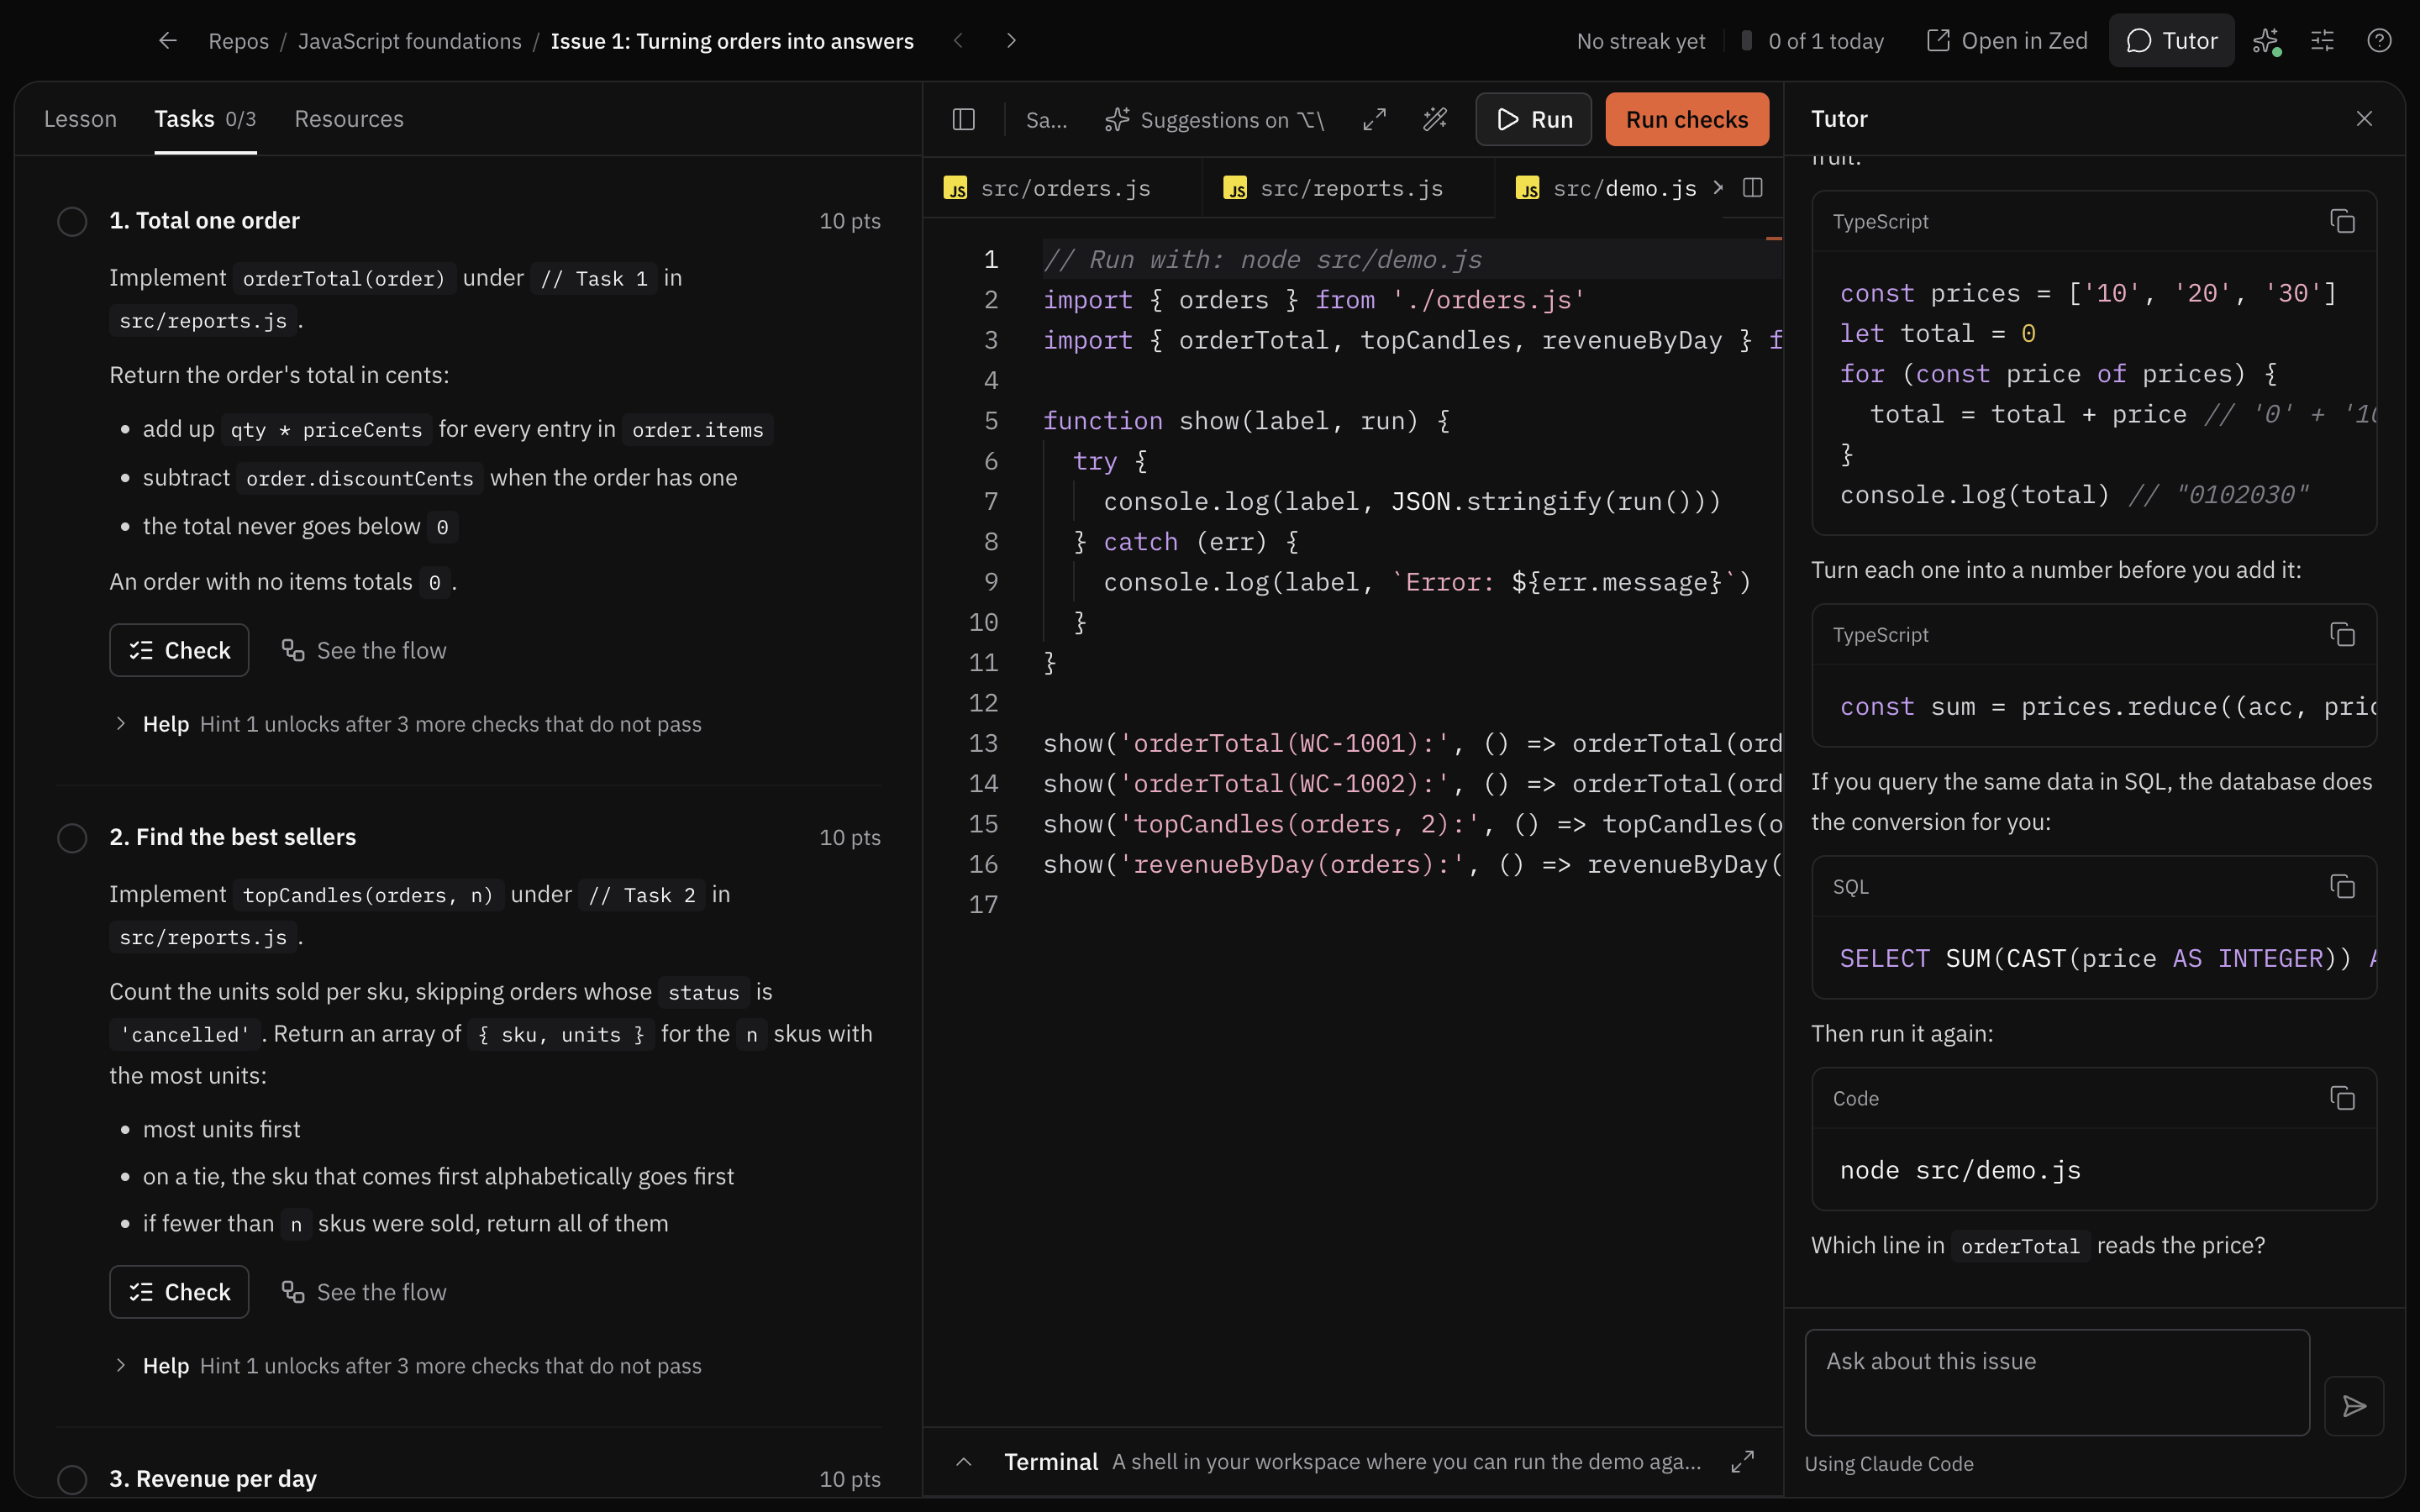 Repos / JavaScript foundations / Issue 1: Turning orders into answers
No streak yet
0 of 1 today
Open in Zed
Tutor
Lesson
Tasks 0/3
Resources
1. Total one order
10 pts
Implement orderTotal(order) under // Task 1 in
src/reports.js.
Return the order's total in cents:
• add up qty * priceCents for every entry in order.items
• subtract order.discountCents when the order has one
• the total never goes below 0
An order with no items totals 0.
Check
See the flow
Help Hint 1 unlocks after 3 more checks that do not pass
2. Find the best sellers
10 pts
Implement topCandles(orders, n) under // Task 2 in
src/reports.js.
Count the units sold per sku, skipping orders whose status is
'cancelled'. Return an array of { sku, units } for the n skus with
the most units:
• most units first
• on a tie, the sku that comes first alphabetically goes first
• if fewer than n skus were sold, return all of them
Check
See the flow
Help Hint 1 unlocks after 3 more checks that do not pass
3. Revenue per day
10 pts
Sa...
Suggestions on ⌥\
Run
Run checks
JS src/orders.js
JS src/reports.js
JS src/demo.js
1 // Run with: node src/demo.js
2 import { orders } from './orders.js'
3 import { orderTotal, topCandles, revenueByDay } f
4
5 function show(label, run) {
6 try {
7 console.log(label, JSON.stringify(run()))
8 } catch (err) {
9 console.log(label, `Error: ${err.message}`)
10 }
11 }
12
13 show('orderTotal(WC-1001):', () => orderTotal(ord
14 show('orderTotal(WC-1002):', () => orderTotal(ord
15 show('topCandles(orders, 2):', () => topCandles(o
16 show('revenueByDay(orders):', () => revenueByDay(
17
Terminal A shell in your workspace where you can run the demo aga...
Tutor
TypeScript
const prices = ['10', '20', '30']
let total = 0
for (const price of prices) {
total = total + price // '0' + '10
}
console.log(total) // "0102030"
Turn each one into a number before you add it:
TypeScript
const sum = prices.reduce((acc, pric
If you query the same data in SQL, the database does
the conversion for you:
SQL
SELECT SUM(CAST(price AS INTEGER)) A
Then run it again:
Code
node src/demo.js
Which line in orderTotal reads the price?
Ask about this issue
Using Claude Code